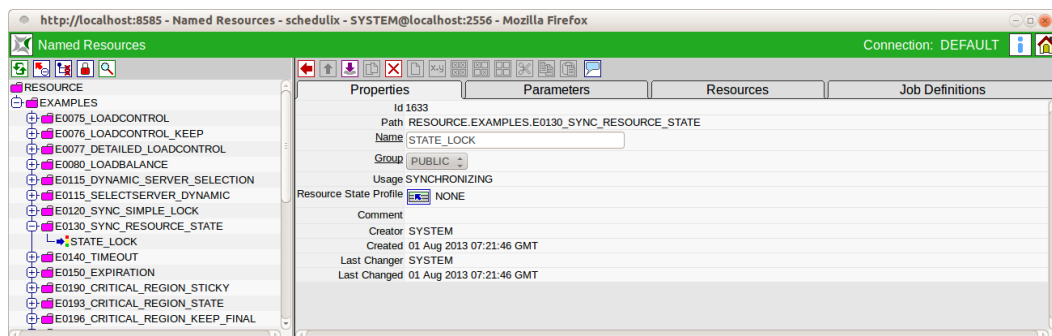 http://localhost:8585 - Named Resources - schedulix - SYSTEM@localhost:2556 - Mozilla Firefox
Named Resources
Connection: DEFAULT
RESOURCE
EXAMPLES
E0075_LOADCONTROL
E0076_LOADCONTROL_KEEP
E0077_DETAILED_LOADCONTROL
E0080_LOADBALANCE
E0115_DYNAMIC_SERVER_SELECTION
E0115_SELECTSERVER_DYNAMIC
E0120_SYNC_SIMPLE_LOCK
E0130_SYNC_RESOURCE_STATE
STATE_LOCK
E0140_TIMEOUT
E0150_EXPIRATION
E0190_CRITICAL_REGION_STICKY
E0193_CRITICAL_REGION_STATE
E0196_CRITICAL_REGION_KEEP_FINAL
Properties Parameters Resources Job Definitions
Id 1633
Path RESOURCE.EXAMPLES.E0130_SYNC_RESOURCE_STATE
Name STATE_LOCK
Group PUBLIC
Usage SYNCHRONIZING
Resource State Profile NONE
Comment
Creator SYSTEM
Created 01 Aug 2013 07:21:46 GMT
Last Changer SYSTEM
Last Changed 01 Aug 2013 07:21:46 GMT